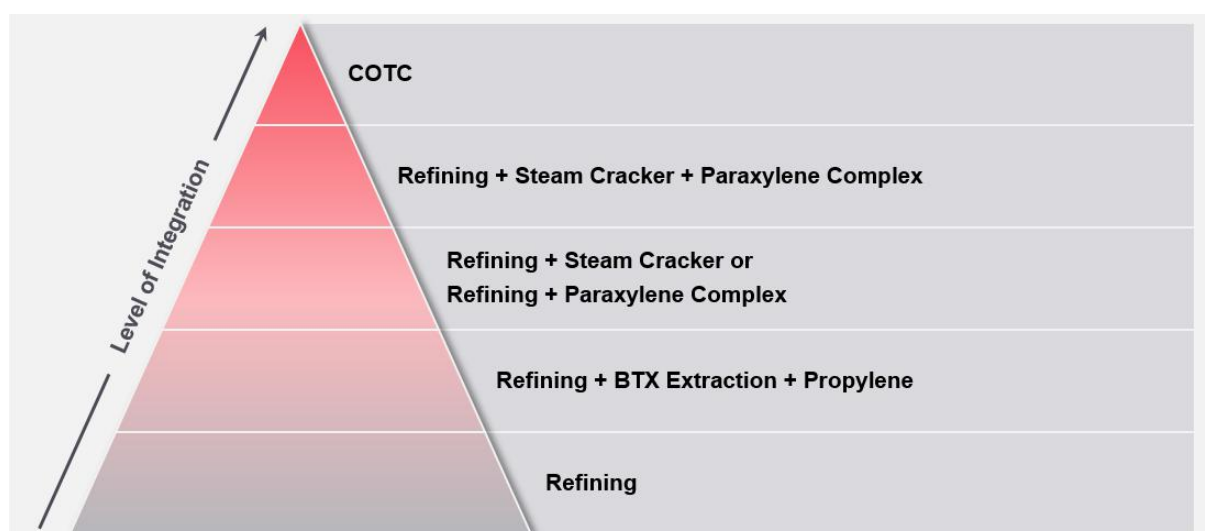 Level of Integration
COTC
Refining + Steam Cracker + Paraxylene Complex
Refining + Steam Cracker or
Refining + Paraxylene Complex
Refining + BTX Extraction + Propylene
Refining